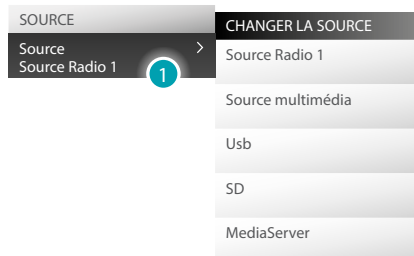 SOURCE
Source
Source Radio 1
1
CHANGER LA SOURCE
Source Radio 1
Source multimédia
Usb
SD
MediaServer